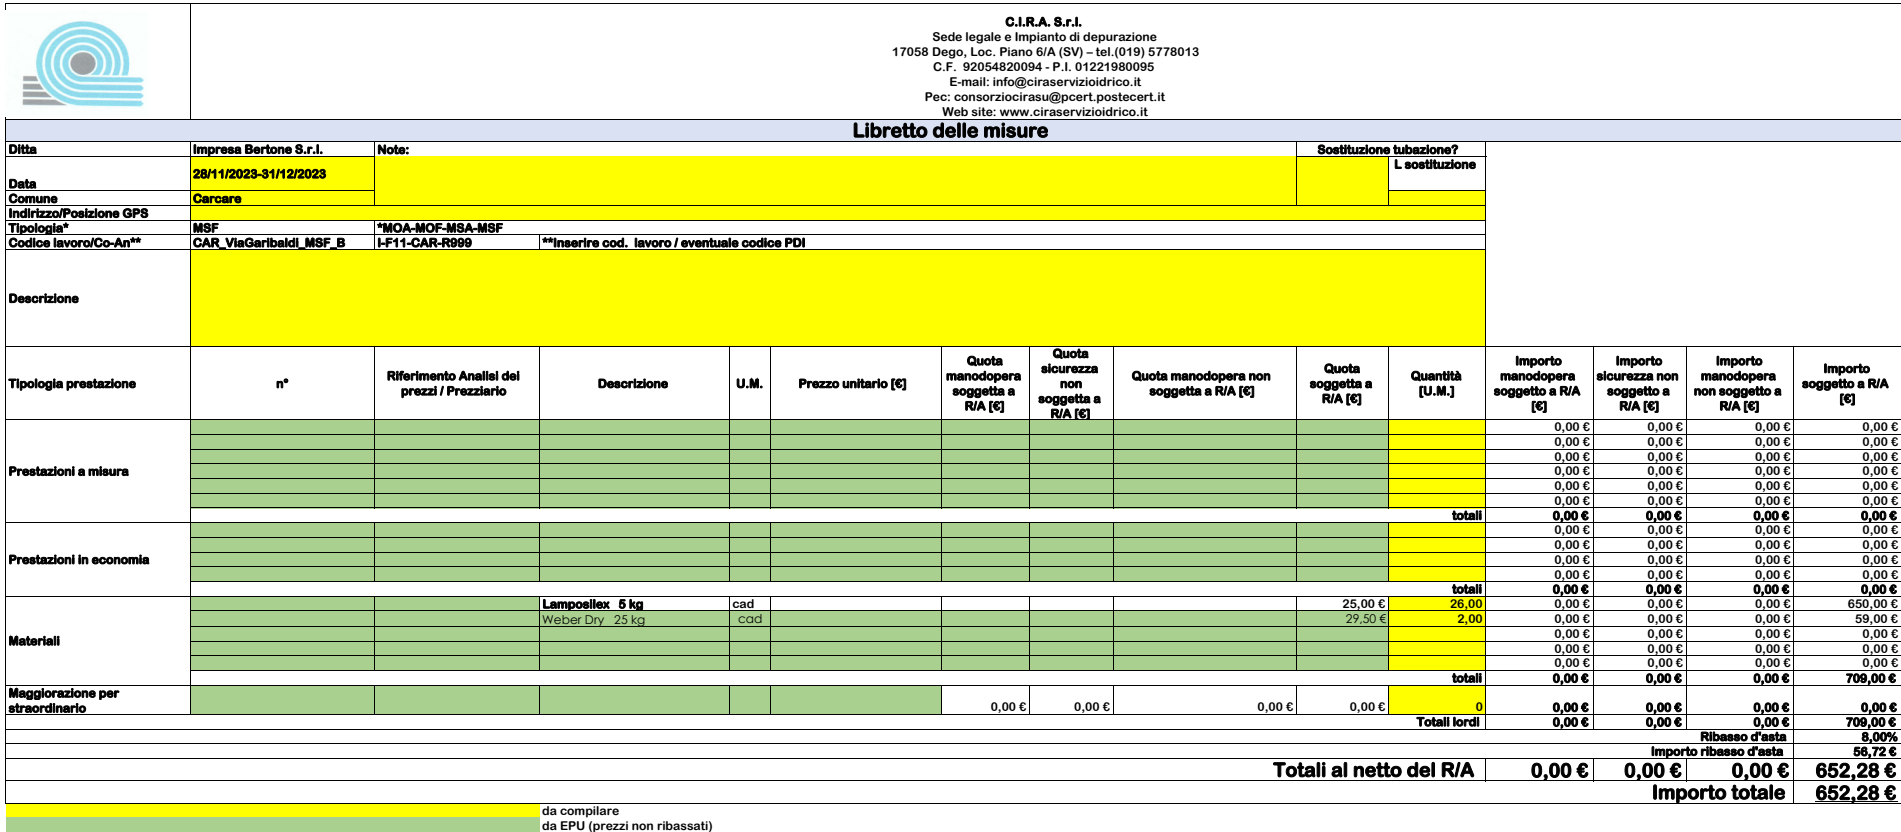 C.I.R.A. S.r.l.
Sede legale e Impianto di depurazione
17058 Dego, Loc. Piano 6/A (SV) – tel.(019) 5778013
C.F.  92054820094 - P.I. 01221980095
E-mail: info@ciraservizioidrico.it
Pec: consorziocirasu@pcert.postecert.it
Web site: www.ciraservizioidrico.it
Libretto delle misure
Ditta Impresa Bertone S.r.l. Note: Sostituzione tubazione?
L sostituzione
Data 28/11/2023-31/12/2023
Comune Carcare
Indirizzo/Posizione GPS
Tipologia* MSF *MOA-MOF-MSA-MSF
Codice lavoro/Co-An** CAR_ViaGaribaldi_MSF_B I-F11-CAR-R999 **Inserire cod.  lavoro / eventuale codice PDI
Descrizione
Tipologia prestazione n° Riferimento Analisi dei prezzi / Prezziario Descrizione U.M. Prezzo unitario [€] Quota manodopera soggetta a R/A [€] Quota sicurezza non soggetta a R/A [€] Quota manodopera non soggetta a R/A [€] Quota soggetta a R/A [€] Quantità [U.M.] Importo manodopera soggetto a R/A [€] Importo sicurezza non soggetto a R/A [€] Importo manodopera non soggetto a R/A [€] Importo soggetto a R/A [€]
Prestazioni a misura
0,00 € 0,00 € 0,00 € 0,00 €
0,00 € 0,00 € 0,00 € 0,00 €
0,00 € 0,00 € 0,00 € 0,00 €
0,00 € 0,00 € 0,00 € 0,00 €
0,00 € 0,00 € 0,00 € 0,00 €
0,00 € 0,00 € 0,00 € 0,00 €
totali 0,00 € 0,00 € 0,00 € 0,00 €
Prestazioni in economia
0,00 € 0,00 € 0,00 € 0,00 €
0,00 € 0,00 € 0,00 € 0,00 €
0,00 € 0,00 € 0,00 € 0,00 €
0,00 € 0,00 € 0,00 € 0,00 €
totali 0,00 € 0,00 € 0,00 € 0,00 €
Materiali
Lamposilex  5 kg cad 25,00 € 26,00 0,00 € 0,00 € 0,00 € 650,00 €
Weber Dry  25 kg cad 29,50 € 2,00 0,00 € 0,00 € 0,00 € 59,00 €
0,00 € 0,00 € 0,00 € 0,00 €
0,00 € 0,00 € 0,00 € 0,00 €
0,00 € 0,00 € 0,00 € 0,00 €
totali 0,00 € 0,00 € 0,00 € 709,00 €
Maggiorazione per straordinario 0,00 € 0,00 € 0,00 € 0,00 € 0 0,00 € 0,00 € 0,00 € 0,00 €
Totali lordi 0,00 € 0,00 € 0,00 € 709,00 €
Ribasso d'asta 8,00%
Importo ribasso d'asta 56,72 €
Totali al netto del R/A 0,00 € 0,00 € 0,00 € 652,28 €
Importo totale 652,28 €
da compilare
da EPU (prezzi non ribassati)